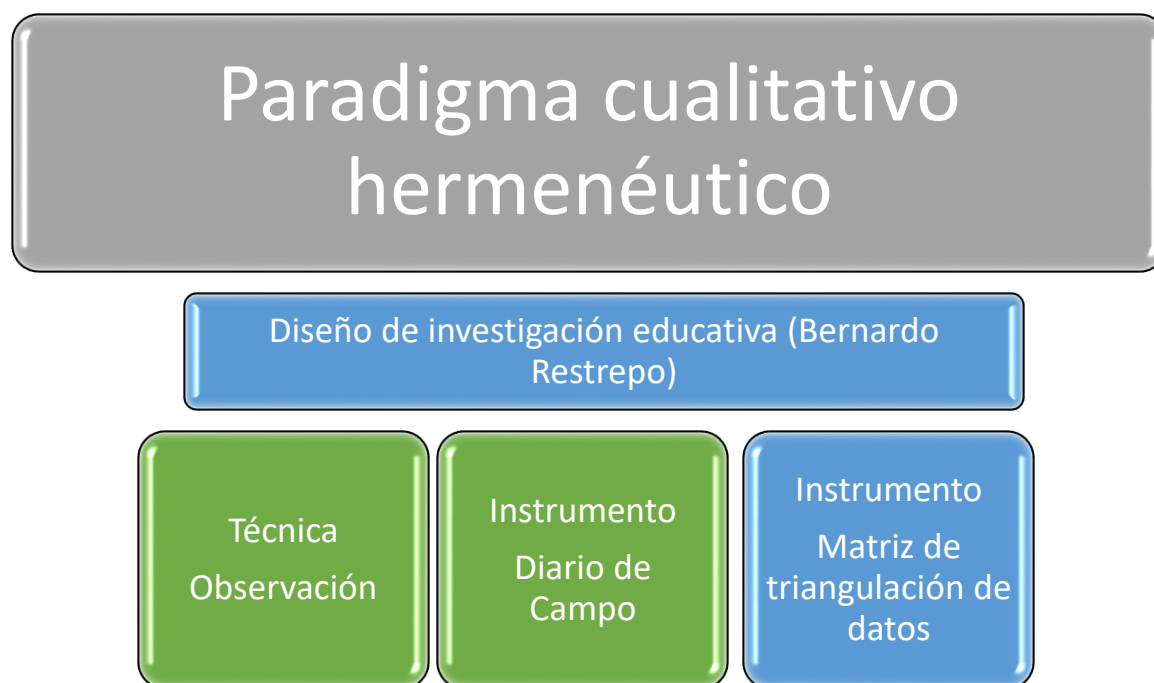 Paradigma cualitativo
hermenéutico
Diseño de investigación educativa (Bernardo
Restrepo)
Técnica
Observación
Instrumento
Diario de
Campo
Instrumento
Matriz de
triangulación de
datos